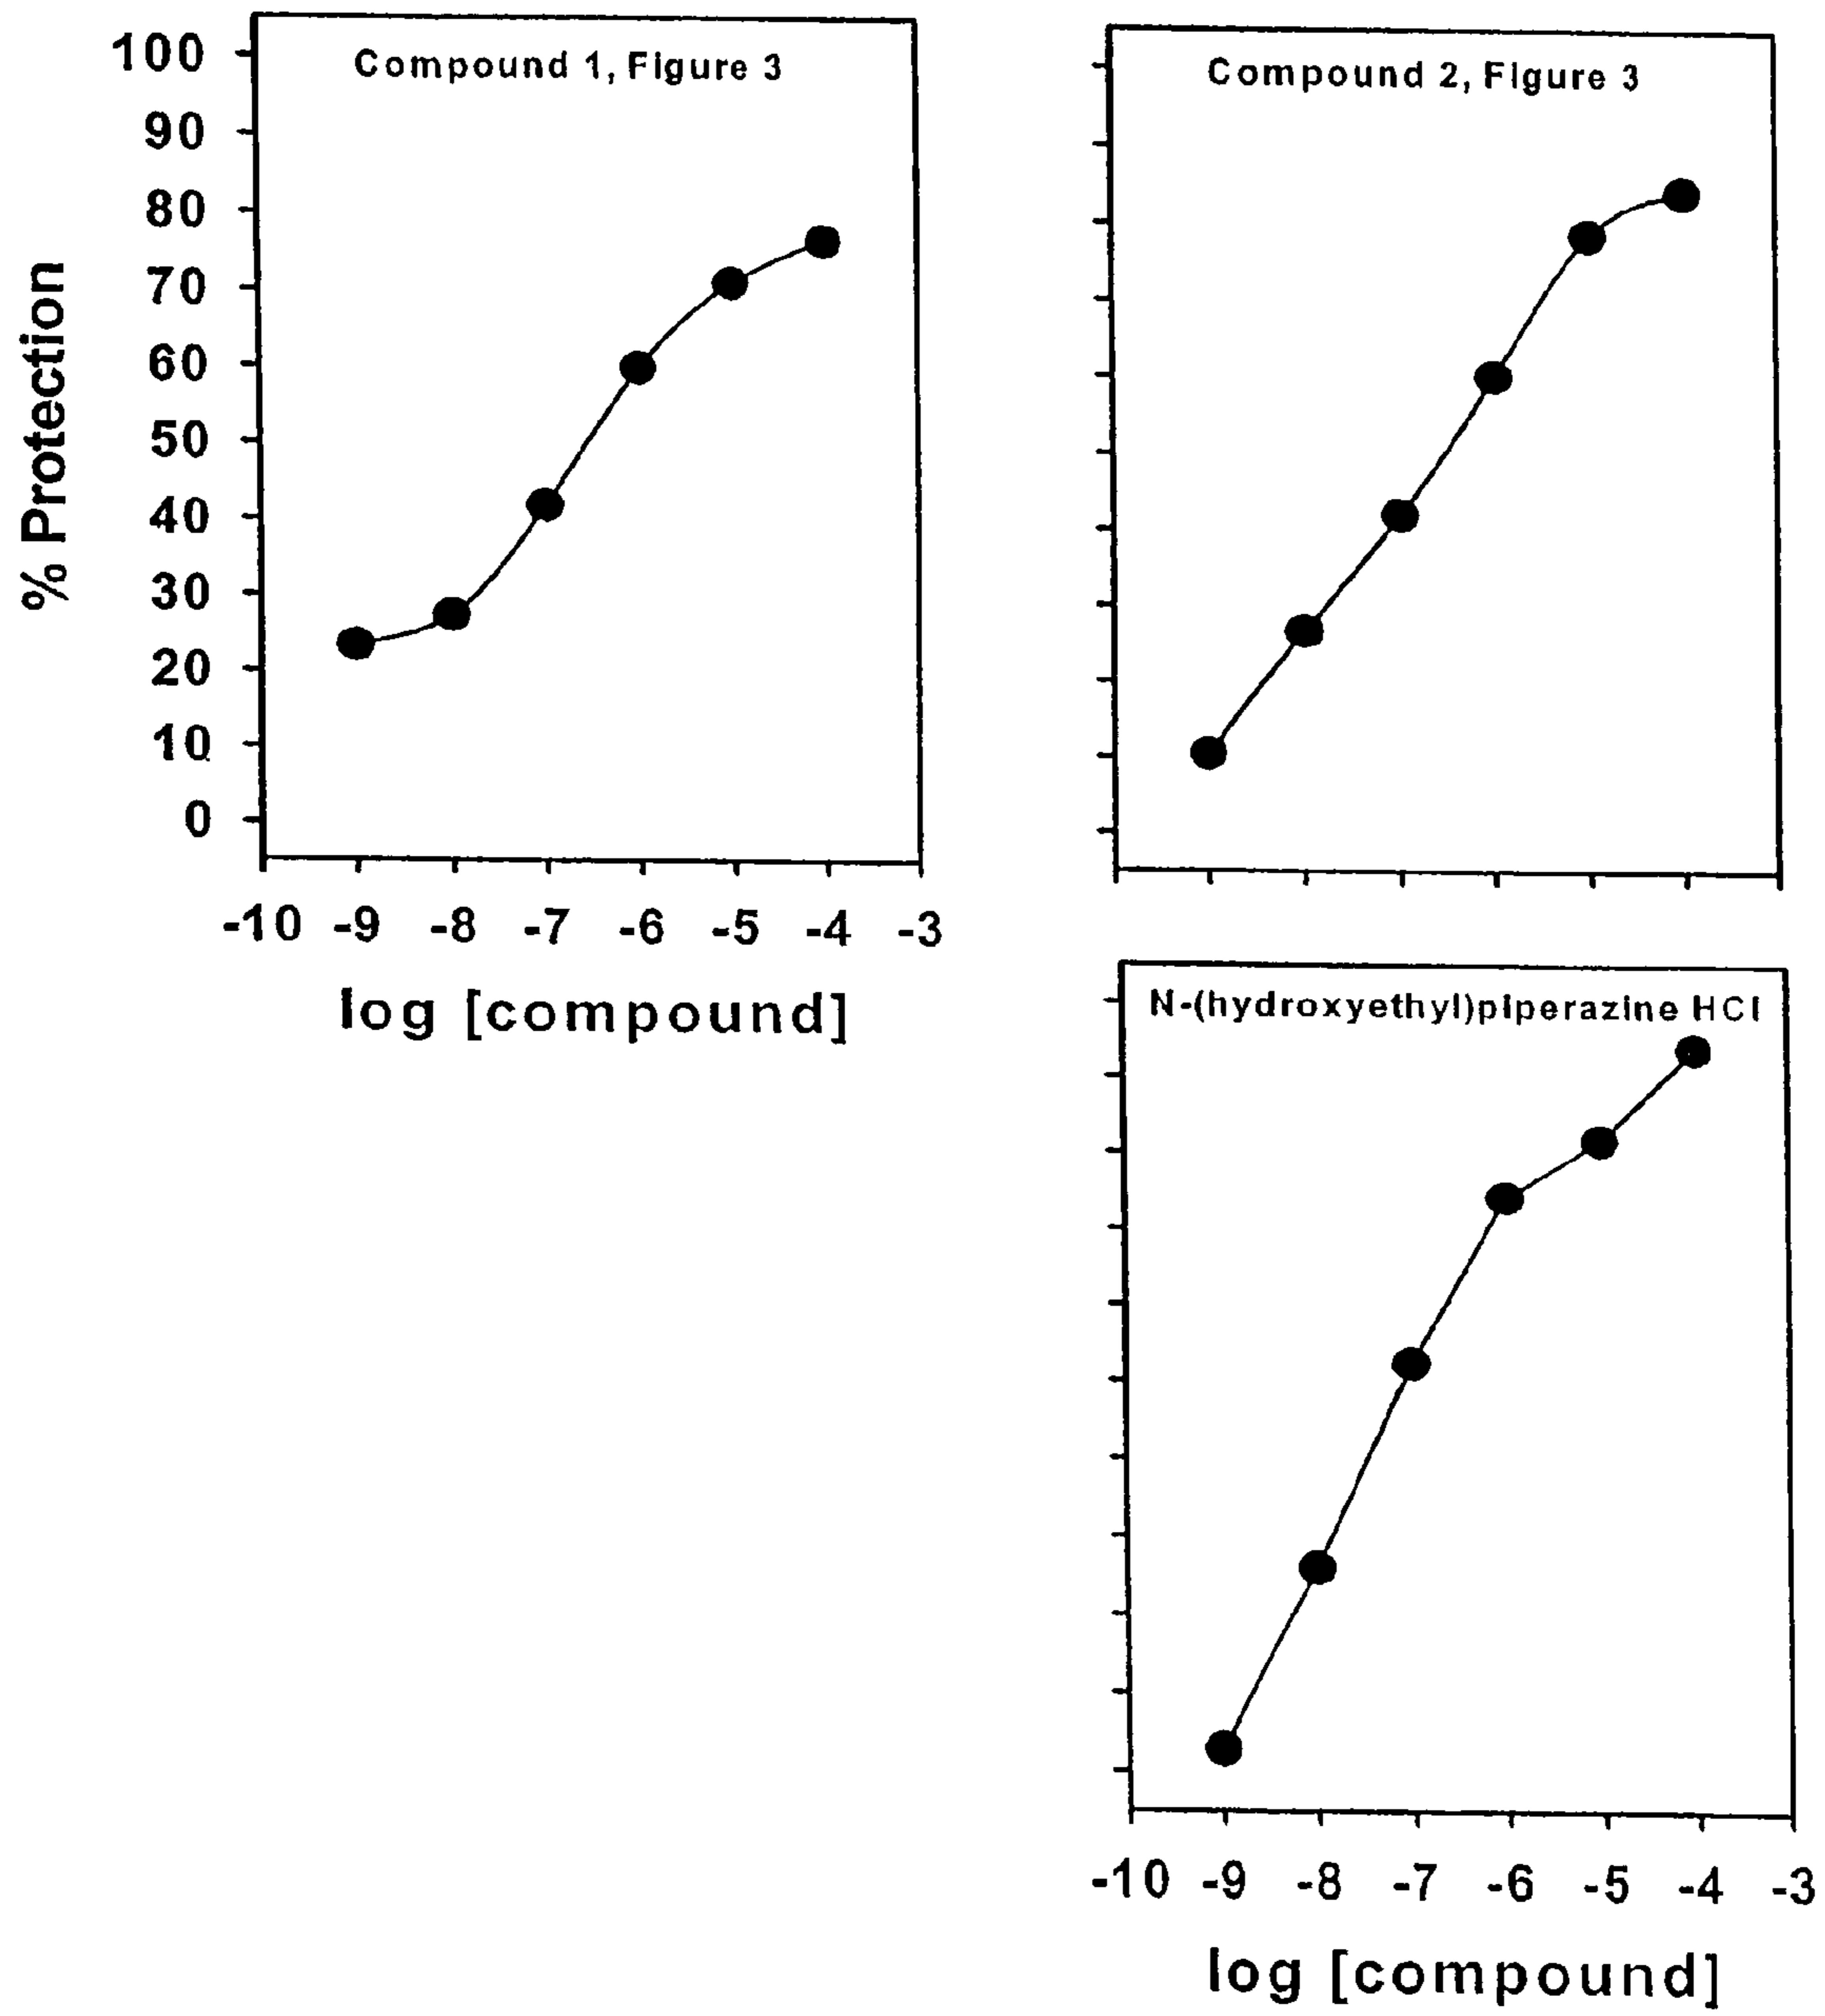 Compound 1, Figure 3
100
90
80
70
60
50
40
30
20
10
0
% Protection
-10 -9 -8 -7 -6 -5 -4 -3
log [compound]
Compound 2, Figure 3
N-(hydroxyethyl)piperazine HCl
-10 -9 -8 -7 -6 -5 -4 -3
log [compound]